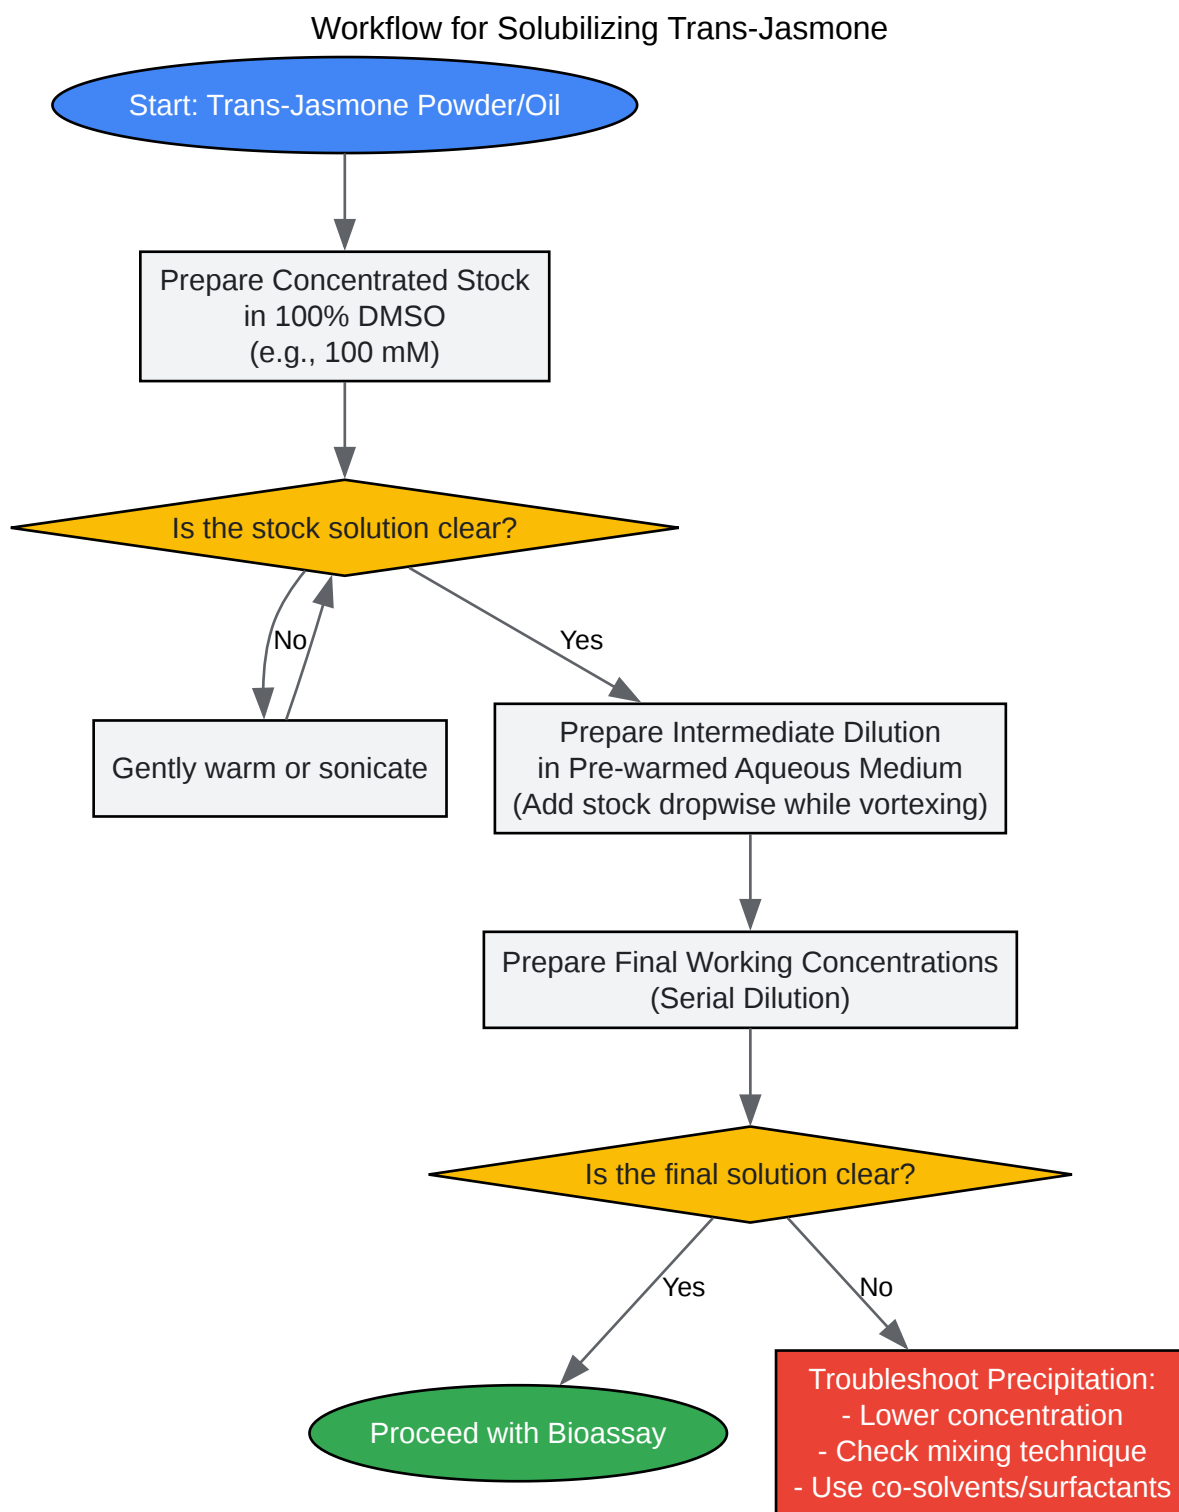 Workflow for Solubilizing Trans-Jasmone
Start: Trans-Jasmone Powder/Oil
Prepare Concentrated Stock
in 100% DMSO
(e.g., 100 mM)
Is the stock solution clear?
No
Yes
Gently warm or sonicate
Prepare Intermediate Dilution
in Pre-warmed Aqueous Medium
(Add stock dropwise while vortexing)
Prepare Final Working Concentrations
(Serial Dilution)
Is the final solution clear?
Yes
No
Proceed with Bioassay
Troubleshoot Precipitation:
- Lower concentration
- Check mixing technique
- Use co-solvents/surfactants